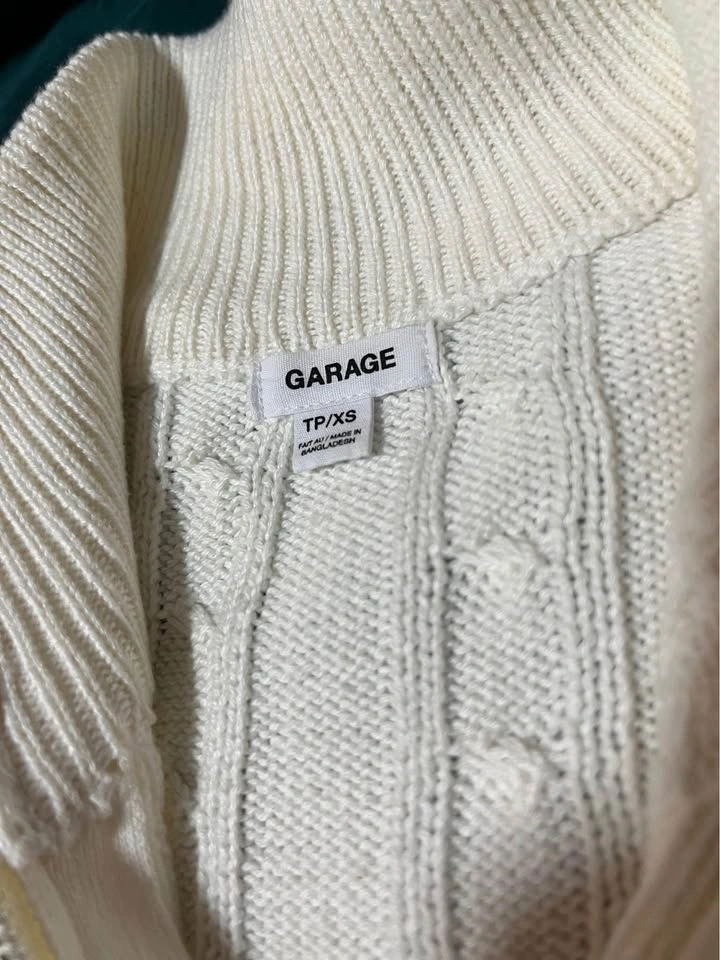 GARAGE
TP/XS
FAIT AU / MADE IN
BANGLADESH